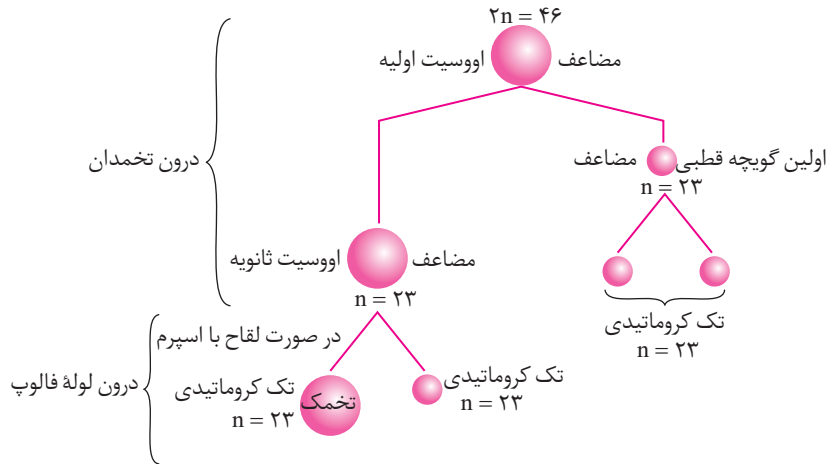 ۲n = ۴۶
مضاعف
اووسیت اولیه
درون تخمدان
اولین گویچه قطبی
مضاعف
n = ۲۳
مضاعف
اووسیت ثانویه
n = ۲۳
تک کروماتیدی
n = ۲۳
در صورت لقاح با اسپرم
درون لولهٔ فالوپ
تک کروماتیدی
n = ۲۳
تخمک
تک کروماتیدی
n = ۲۳